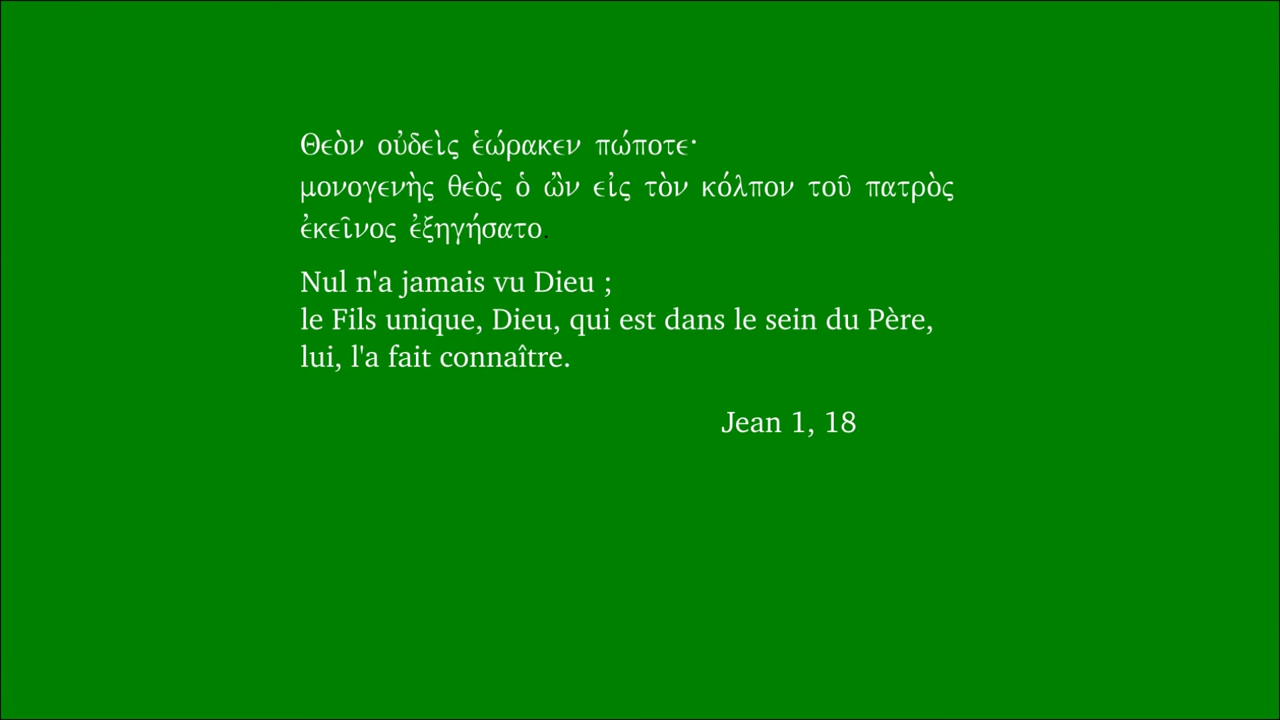 Θεὸν οὐδεὶς ἑώρακεν πώποτε·
μονογενὴς θεὸς ὁ ὢν εἰς τὸν κόλπον τοῦ πατρὸς
ἐκεῖνος ἐξηγήσατο.
Nul n'a jamais vu Dieu ;
le Fils unique, Dieu, qui est dans le sein du Père,
lui, l'a fait connaître.
Jean 1, 18